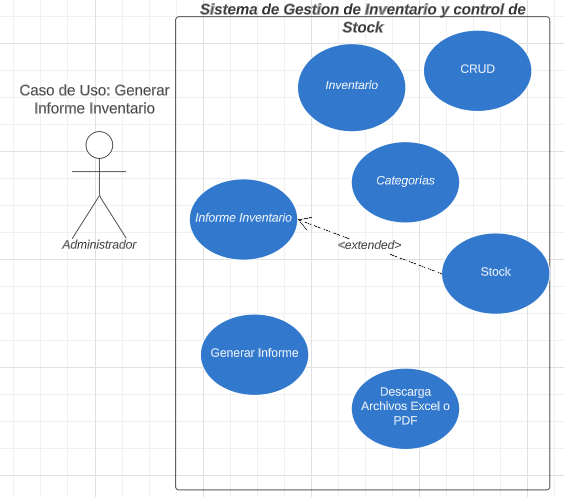 Sistema de Gestion de Inventario y control de
Stock
Caso de Uso: Generar
Informe Inventario
Administrador
Inventario
CRUD
Categorías
Informe Inventario
<extended>
Stock
Generar Informe
Descarga
Archivos Excel o
PDF